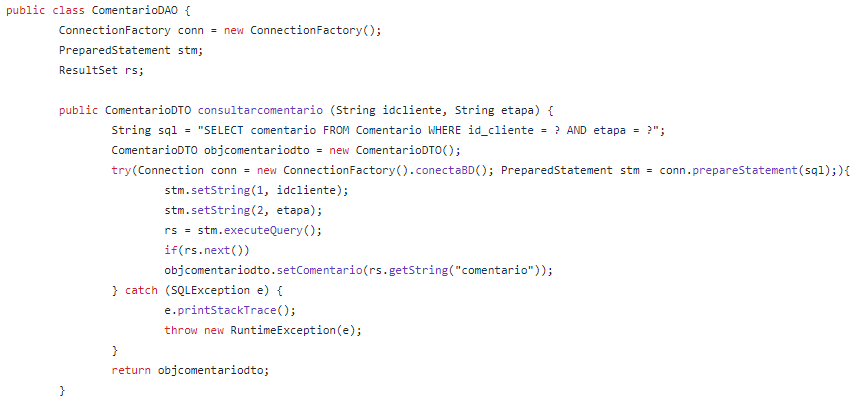 public class ComentarioDAO {
        ConnectionFactory conn = new ConnectionFactory();
        PreparedStatement stm;
        ResultSet rs;

        public ComentarioDTO consultarcomentario (String idcliente, String etapa) {
                String sql = "SELECT comentario FROM Comentario WHERE id_cliente = ? AND etapa = ?";
                ComentarioDTO objcomentariodto = new ComentarioDTO();
                try(Connection conn = new ConnectionFactory().conectaBD(); PreparedStatement stm = conn.prepareStatement(sql);){
                        stm.setString(1, idcliente);
                        stm.setString(2, etapa);
                        rs = stm.executeQuery();
                        if(rs.next())
                        objcomentariodto.setComentario(rs.getString("comentario"));
                } catch (SQLException e) {
                        e.printStackTrace();
                        throw new RuntimeException(e);
                }
                return objcomentariodto;
        }